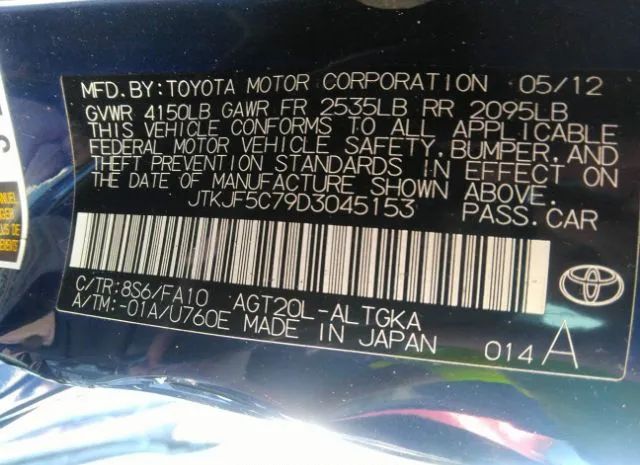 MFD. BY: TOYOTA MOTOR CORPORATION 05/12
GVWR 4150LB GAWR FR 2535LB RR 2095LB
THIS VEHICLE CONFORMS TO ALL APPLICABLE
FEDERAL MOTOR VEHICLE SAFETY, BUMPER, AND
THEFT PREVENTION STANDARDS IN EFFECT ON
THE DATE OF MANUFACTURE SHOWN ABOVE.
JTKJF5C79D3045153 PASS. CAR
C/TR: 8S6/FA10 AGT20L-ALTGKA
A/TM: -01A/U760E MADE IN JAPAN
TOYOTA
014 A